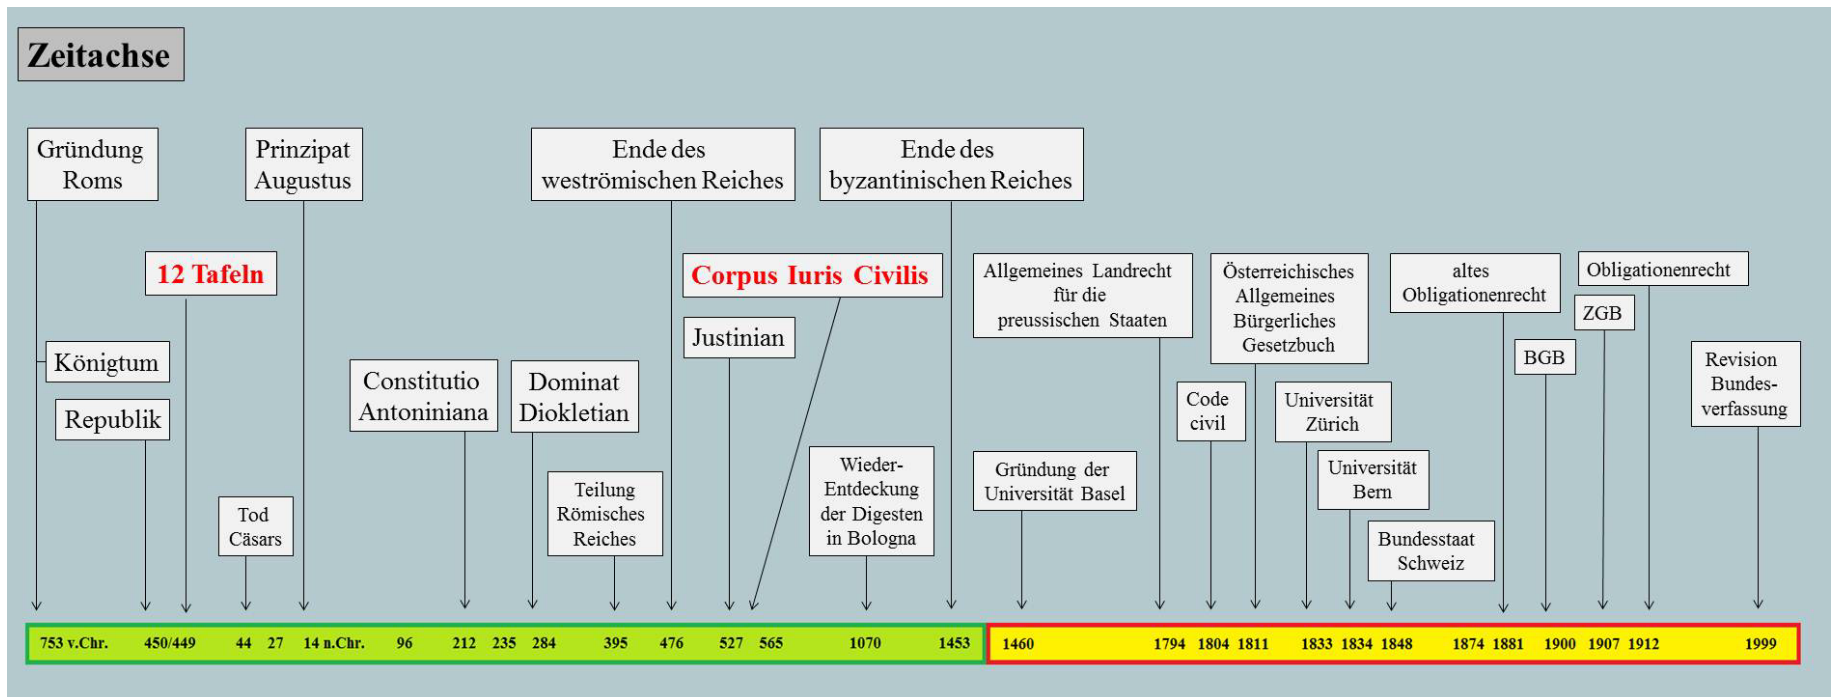 Zeitachse
Gründung
Roms
Prinzipat
Augustus
Ende des
weströmischen Reiches
Ende des
byzantinischen Reiches
12 Tafeln
Corpus Iuris Civilis
Allgemeines Landrecht
für die
preussischen Staaten
Österreichisches
Allgemeines
Bürgerliches
Gesetzbuch
altes
Obligationenrecht
Obligationenrecht
ZGB
Justinian
BGB
Königtum
Republik
Constitutio
Antoniniana
Dominat
Diokletian
Code
civil
Universität
Zürich
Revision
Bundes-
verfassung
Tod
Cäsars
Teilung
Römisches
Reiches
Wieder-
Entdeckung
der Digesten
in Bologna
Gründung der
Universität Basel
Universität
Bern
Bundesstaat
Schweiz
753 v.Chr. 450/449 44 27 14 n.Chr. 96 212 235 284 395 476 527 565 1070 1453 1460 1794 1804 1811 1833 1834 1848 1874 1881 1900 1907 1912 1999